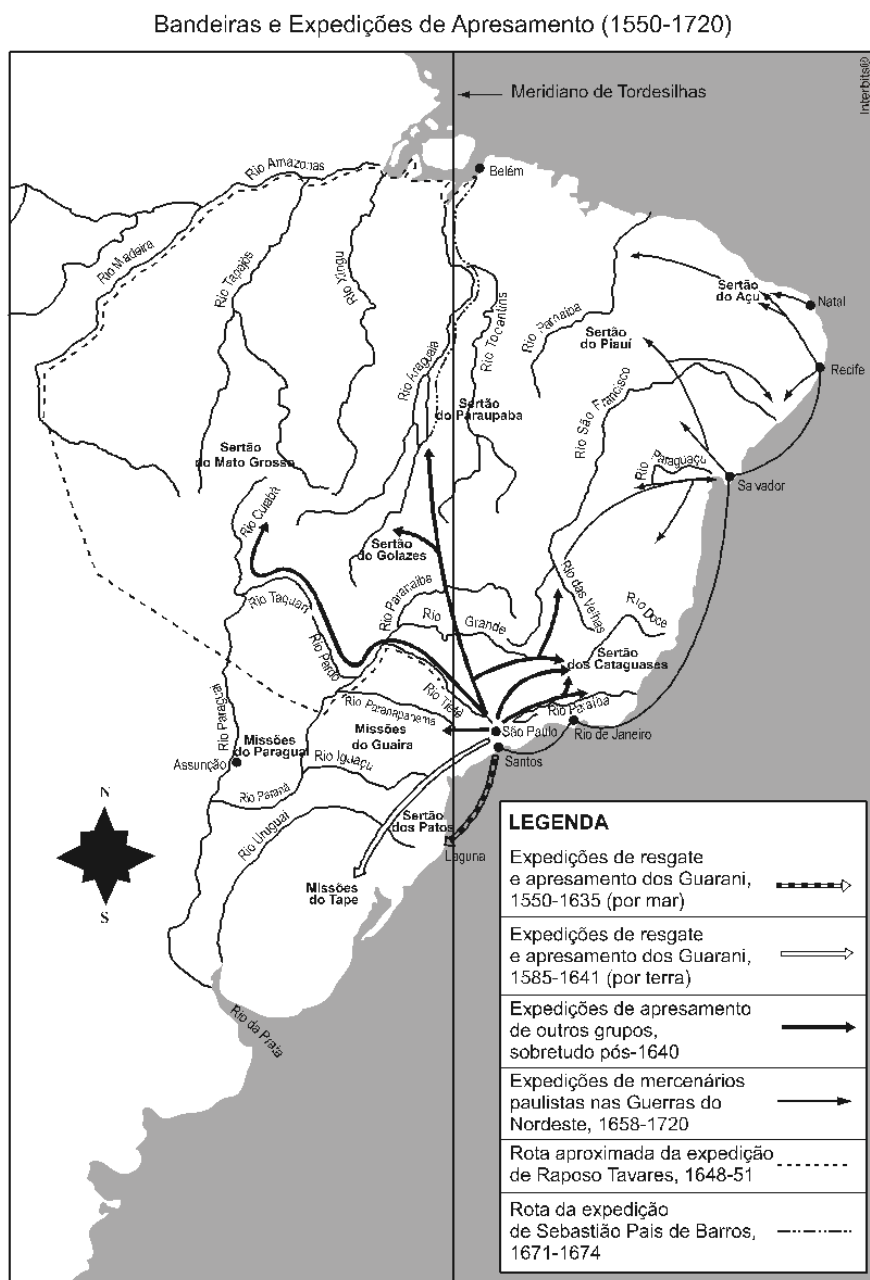 Bandeiras e Expedições de Apresamento (1550-1720)
Interbits®
Meridiano de Tordesilhas
Belém
Rio Amazonas
Rio Madeira
Rio Tapajós
Rio Xingu
Rio Araguaia
Rio Tocantins
Rio Parnaíba
Sertão
do Açu
Natal
Sertão
do Piauí
Recife
Rio São Francisco
Sertão
do Paraupaba
Sertão
do Mato Grosso
Rio Paraguaçu
Salvador
Rio Cuiabá
Sertão
do Goiazes
Rio das Velhas
Rio Doce
Rio Taquari
Rio Paranaíba
Rio Grande
Sertão
dos Cataguases
Rio Pardo
Rio Tietê
Rio Paraíba
Rio Paraguai
Rio Paranapanema
São Paulo
Rio de Janeiro
Missões
do Paraguai
Missões
do Guaira
Santos
Assunção
Rio Iguaçu
Rio Paraná
Rio Uruguai
Sertão
dos Patos
Laguna
Missões
do Tape
Rio da Prata
N
S
LEGENDA
Expedições de resgate
e apresamento dos Guarani,
1550-1635 (por mar)
Expedições de resgate
e apresamento dos Guarani,
1585-1641 (por terra)
Expedições de apresamento
de outros grupos,
sobretudo pós-1640
Expedições de mercenários
paulistas nas Guerras do
Nordeste, 1658-1720
Rota aproximada da expedição
de Raposo Tavares, 1648-51
Rota da expedição
de Sebastião Pais de Barros,
1671-1674